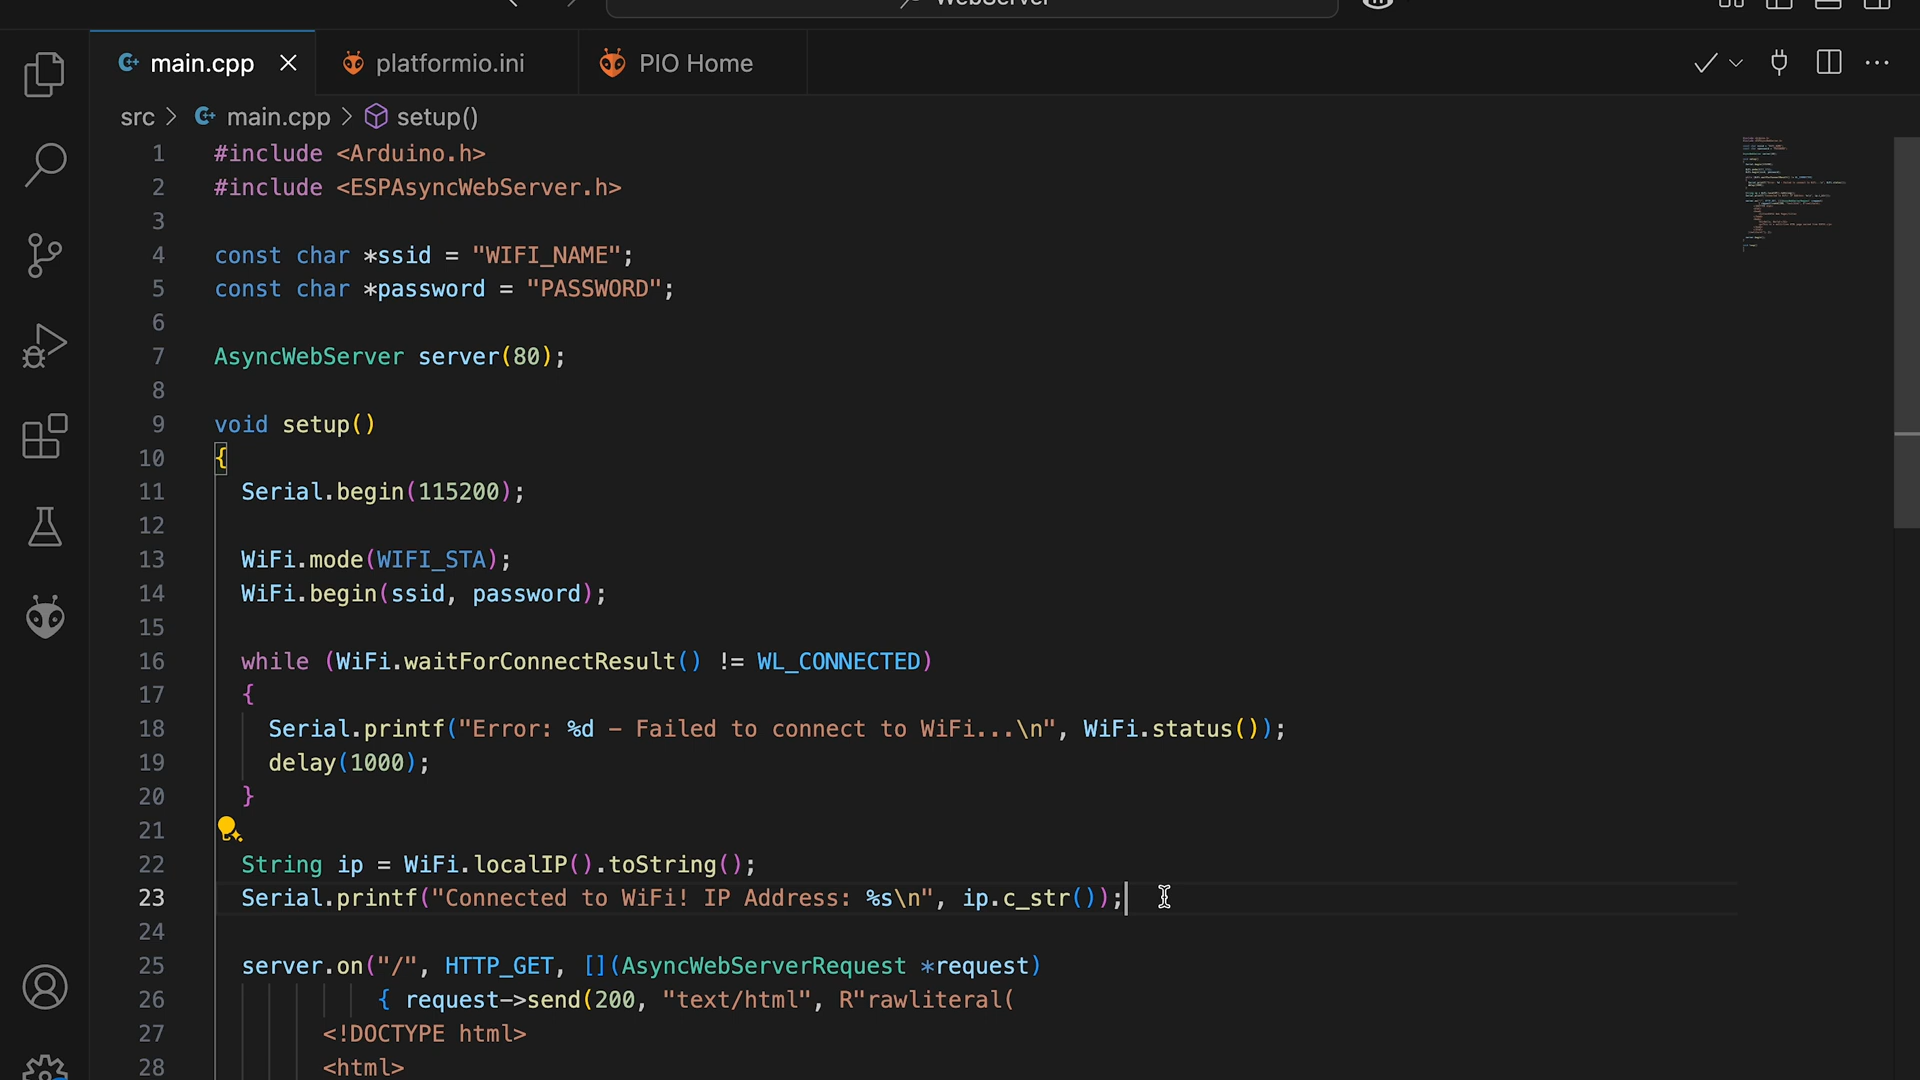 WebServer
main.cpp
platformio.ini
PIO Home
src > main.cpp > setup()
1 #include <Arduino.h>
2 #include <ESPAsyncWebServer.h>
3
4 const char *ssid = "WIFI_NAME";
5 const char *password = "PASSWORD";
6
7 AsyncWebServer server(80);
8
9 void setup()
10 {
11 Serial.begin(115200);
12
13 WiFi.mode(WIFI_STA);
14 WiFi.begin(ssid, password);
15
16 while (WiFi.waitForConnectResult() != WL_CONNECTED)
17 {
18 Serial.printf("Error: %d – Failed to connect to WiFi...\n", WiFi.status());
19 delay(1000);
20 }
21
22 String ip = WiFi.localIP().toString();
23 Serial.printf("Connected to WiFi! IP Address: %s\n", ip.c_str());
24
25 server.on("/", HTTP_GET, [](AsyncWebServerRequest *request)
26 { request->send(200, "text/html", R"rawliteral(
27 <!DOCTYPE html>
28 <html>